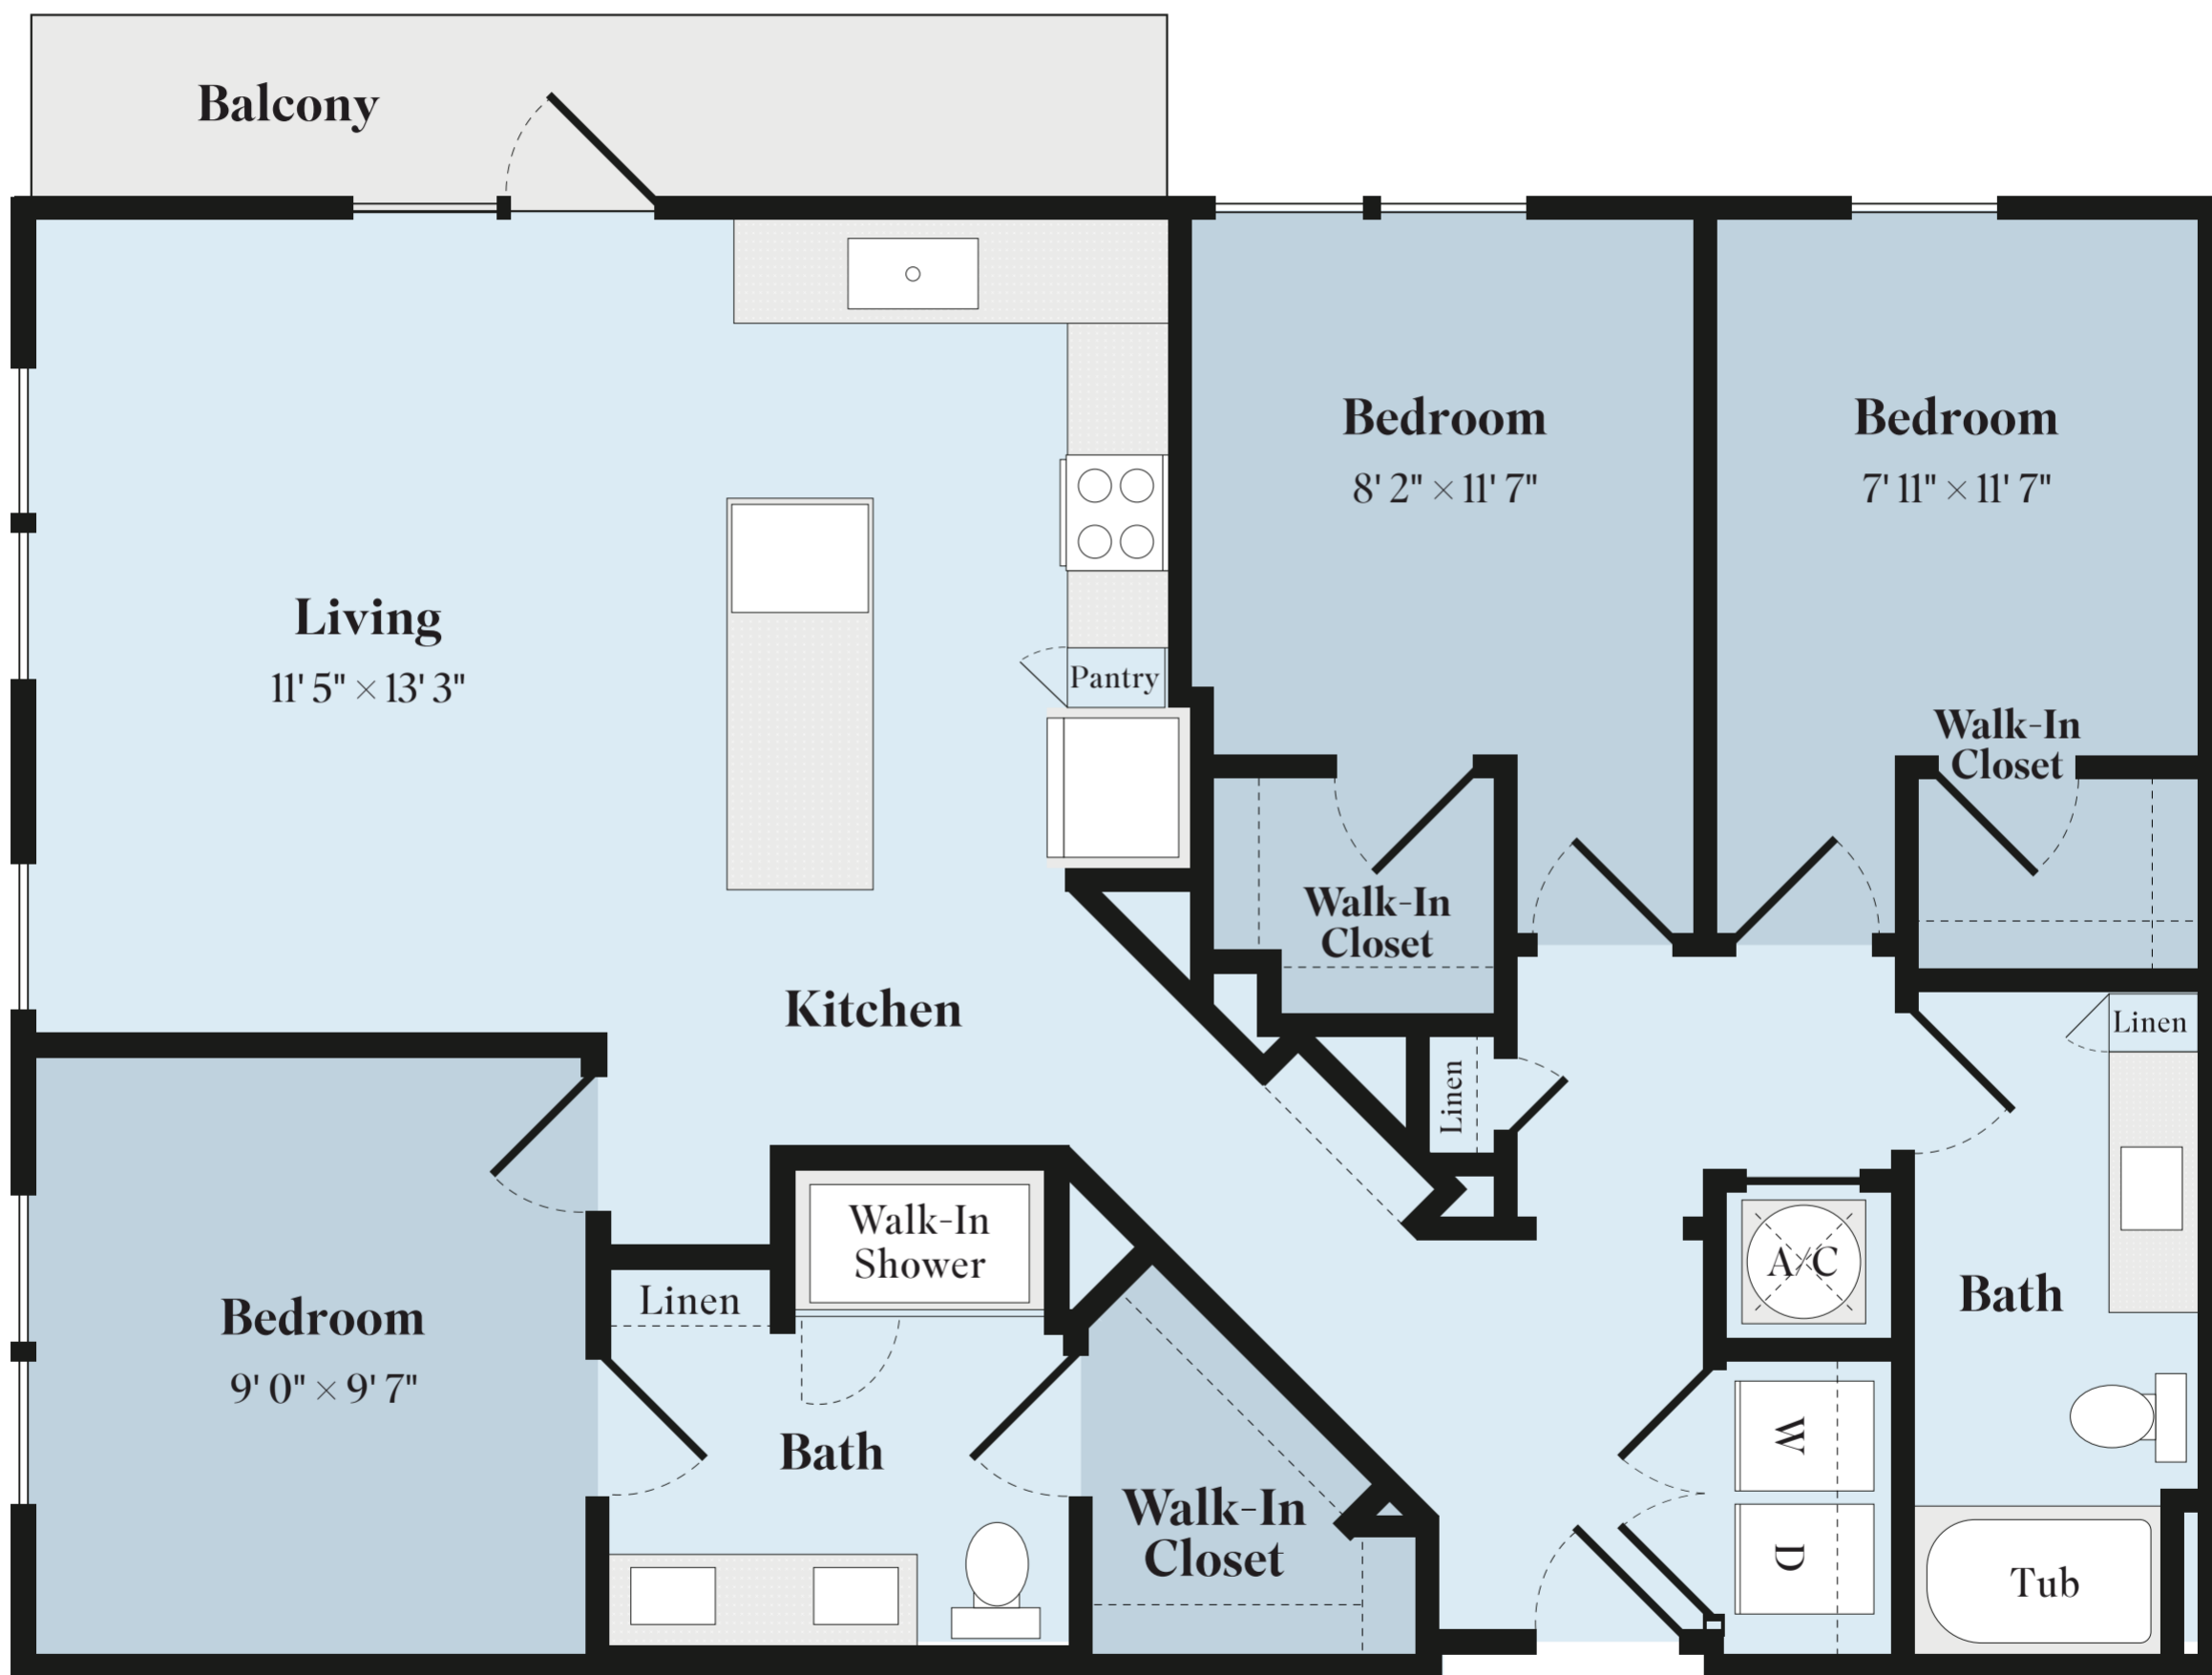 Balcony
Bedroom
8' 2" × 11' 7"
Bedroom
7' 11" × 11' 7"
Living
11' 5" × 13' 3"
Pantry
Walk-In
Closet
Walk-In
Closet
Kitchen
Linen
Linen
Walk-In
Shower
A/C
Linen
Bedroom
9' 0" × 9' 7"
Bath
Bath
W
Walk-In
Closet
D
Tub